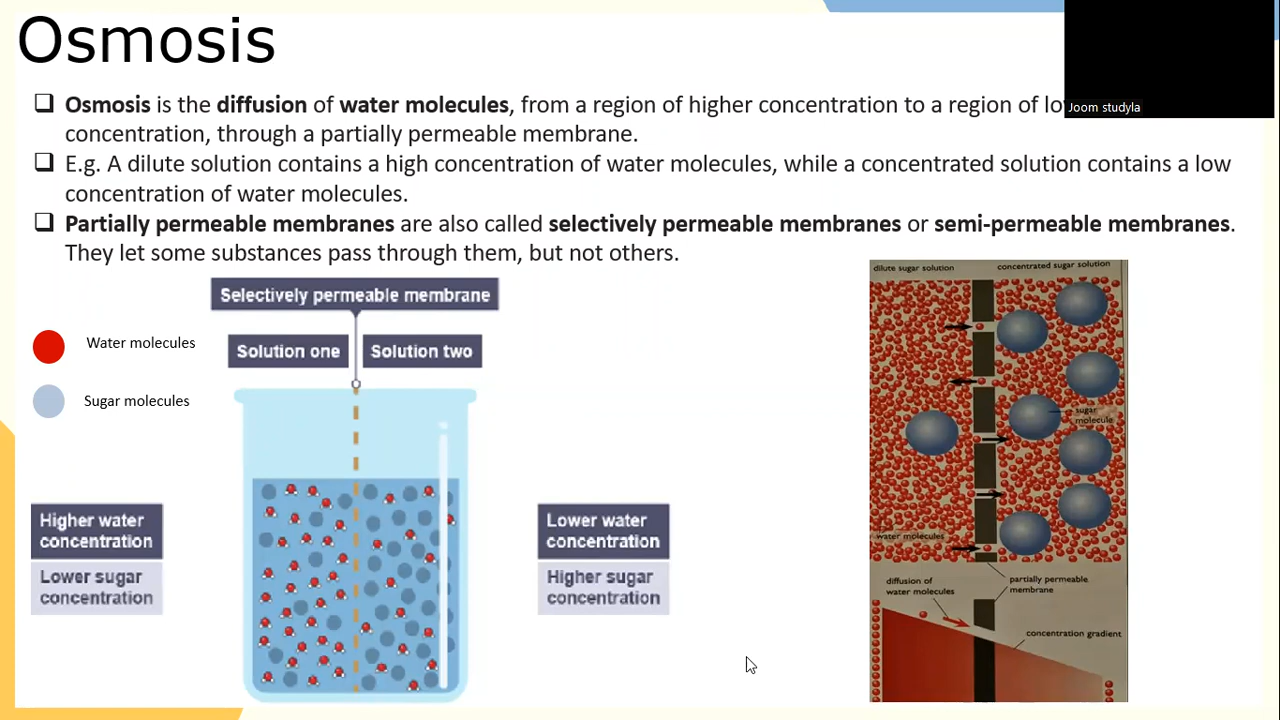 Osmosis
Joom studyla
❑ Osmosis is the diffusion of water molecules, from a region of higher concentration to a region of
concentration, through a partially permeable membrane.
❑ E.g. A dilute solution contains a high concentration of water molecules, while a concentrated solution contains a low
concentration of water molecules.
❑ Partially permeable membranes are also called selectively permeable membranes or semi-permeable membranes.
They let some substances pass through them, but not others.
Selectively permeable membrane
Solution one
Solution two
Water molecules
Sugar molecules
Higher water
concentration
Lower sugar
concentration
Lower water
concentration
Higher sugar
concentration
dilute sugar solution
concentrated sugar solution
sugar
molecule
water molecules
diffusion of
water molecules
partially permeable
membrane
concentration gradient